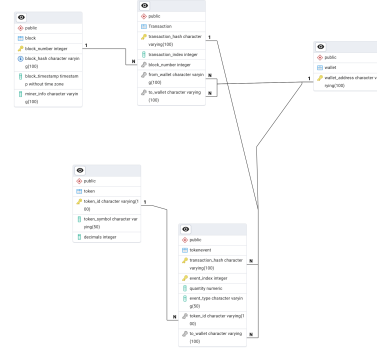 public
block
block_number integer
block_hash character varyin
g(100)
block_timestamp timestam
p without time zone
miner_info character varyin
g(100)
1
N
public
Transaction
transaction_hash character
varying(100)
transaction_index integer
block_number integer
from_wallet character varyin
g(100)
to_wallet character varying
(100)
1
N
N
1
public
wallet
wallet_address character v
rying(100)
public
token
token_id character varying(1
00)
token_symbol character var
ying(50)
decimals integer
1
N
public
tokenevent
transaction_hash character
varying(100)
event_index integer
quantity numeric
event_type character varyin
g(50)
token_id character varying(1
00)
to_wallet character varying
(100)
N
N